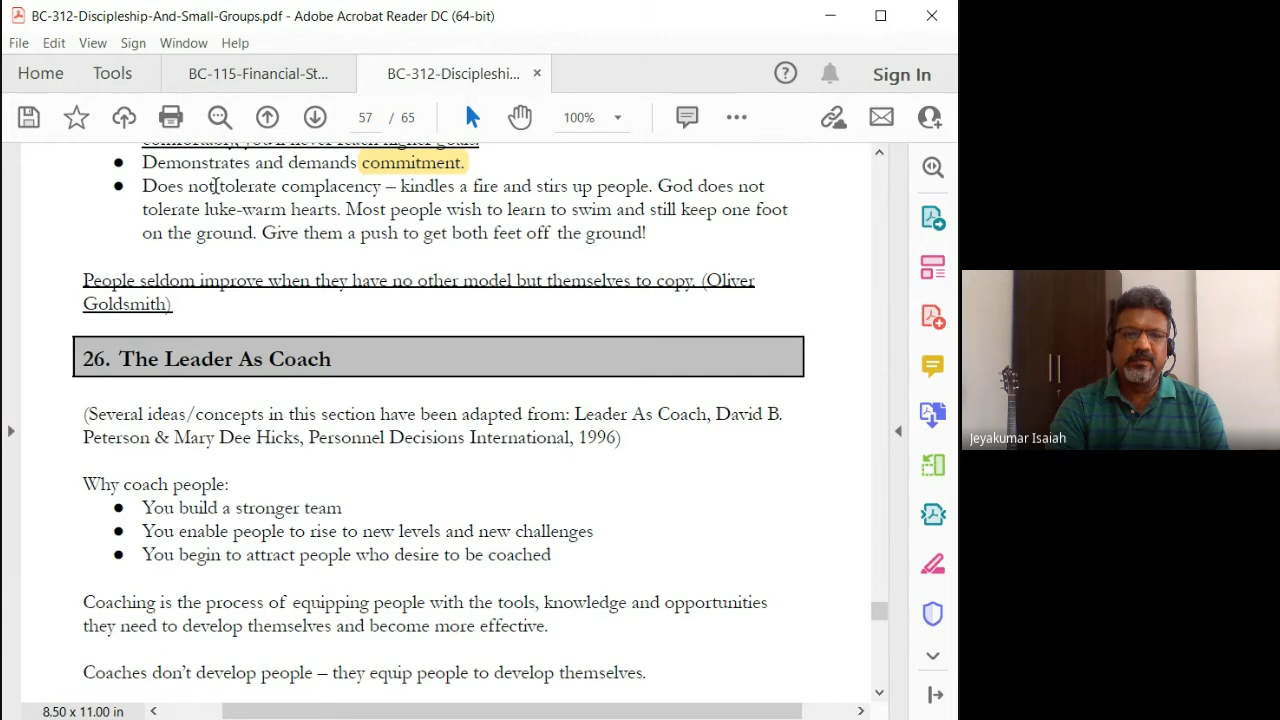 BC-312-Discipleship-And-Small-Groups.pdf - Adobe Acrobat Reader DC (64-bit)
File Edit View Sign Window Help
Home Tools BC-115-Financial-St... BC-312-Discipleshi... × Sign In
57 / 65 100%
comfortably, you'll never reach higher goals.
● Demonstrates and demands commitment.
● Does not tolerate complacency – kindles a fire and stirs up people. God does not
tolerate luke-warm hearts. Most people wish to learn to swim and still keep one foot
on the ground. Give them a push to get both feet off the ground!
People seldom improve when they have no other model but themselves to copy. (Oliver
Goldsmith)
26. The Leader As Coach
(Several ideas/concepts in this section have been adapted from: Leader As Coach, David B.
Peterson & Mary Dee Hicks, Personnel Decisions International, 1996)
Why coach people:
● You build a stronger team
● You enable people to rise to new levels and new challenges
● You begin to attract people who desire to be coached
Coaching is the process of equipping people with the tools, knowledge and opportunities
they need to develop themselves and become more effective.
Coaches don't develop people – they equip people to develop themselves.
8.50 x 11.00 in
Jeyakumar Isaiah